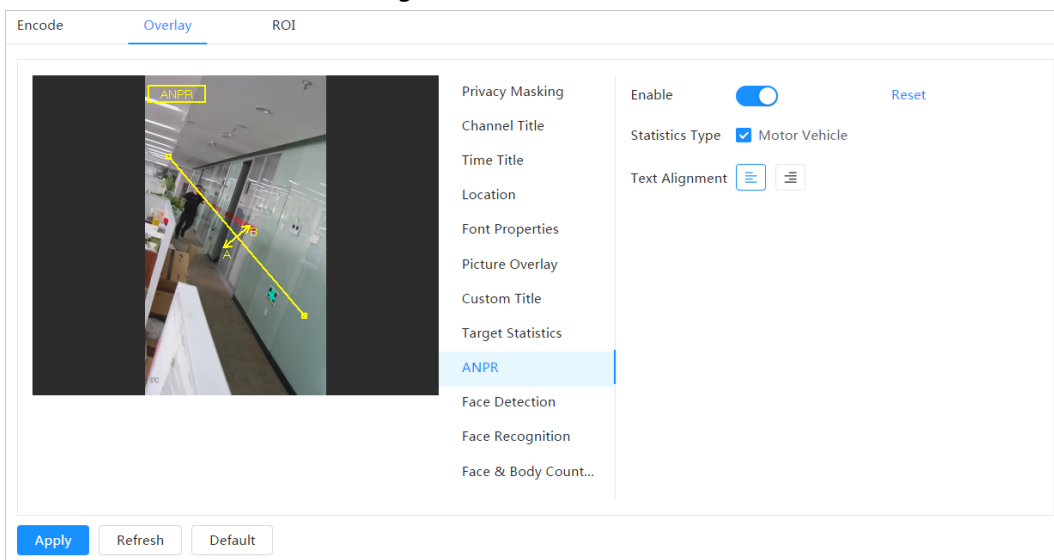 Encode Overlay ROI
ANPR
B
A
Privacy Masking
Channel Title
Time Title
Location
Font Properties
Picture Overlay
Custom Title
Target Statistics
ANPR
Face Detection
Face Recognition
Face & Body Count...
Enable Reset
Statistics Type Motor Vehicle
Text Alignment
Apply Refresh Default